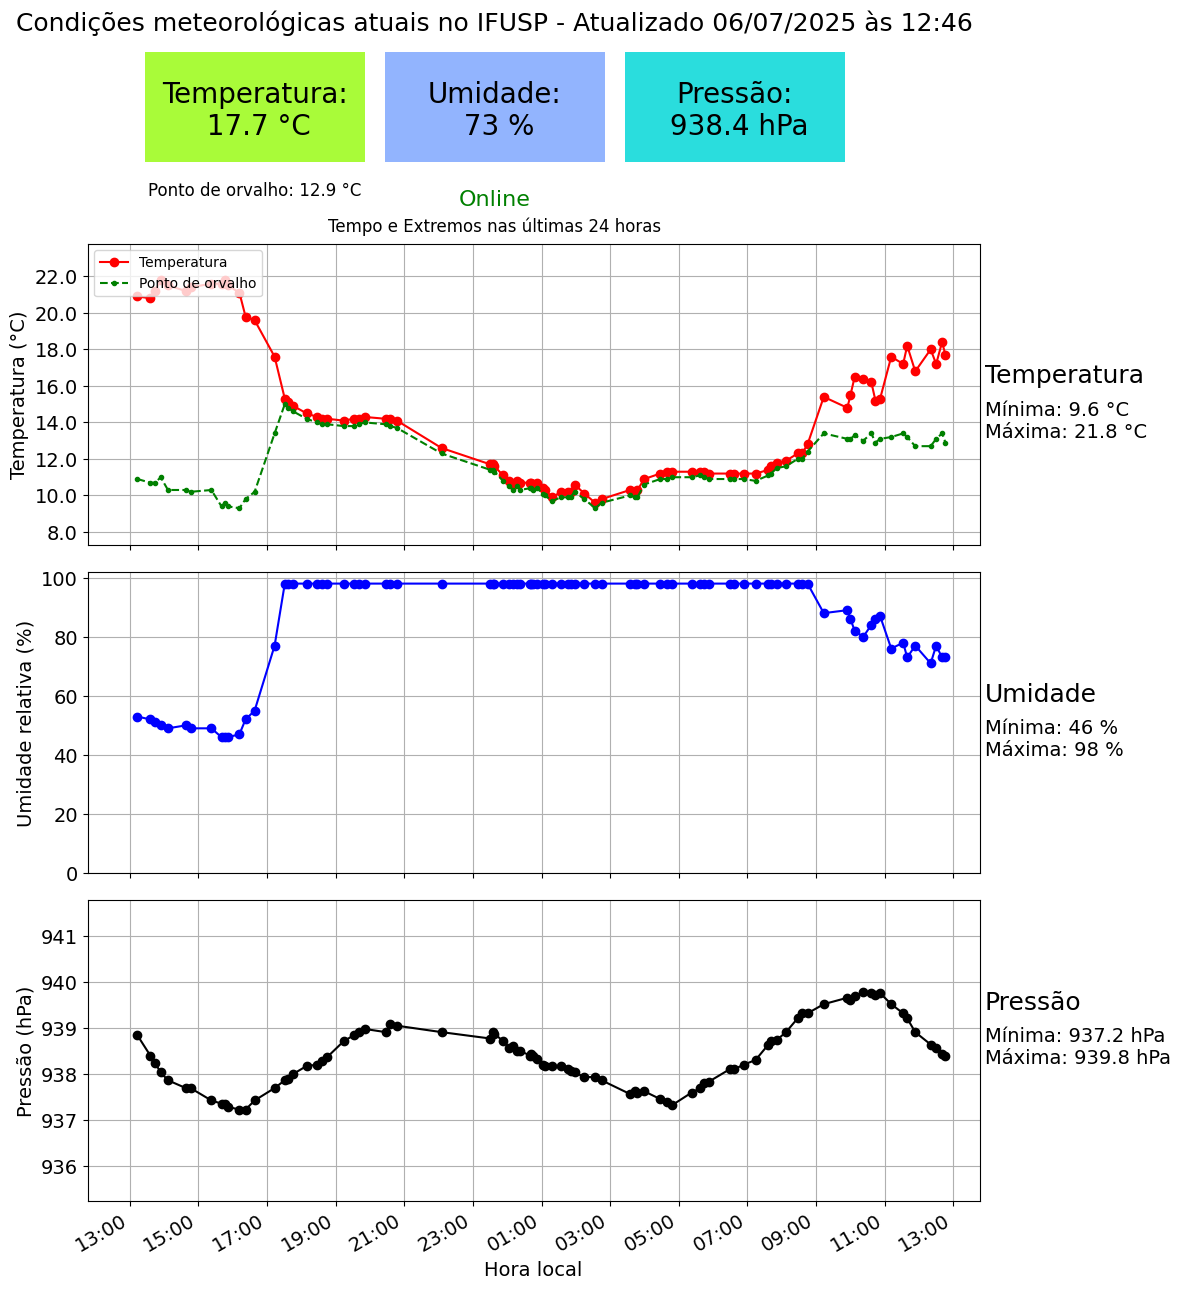 Condições meteorológicas atuais no IFUSP - Atualizado 06/07/2025 às 12:46
Temperatura:
17.7 °C
Umidade:
73 %
Pressão:
938.4 hPa
Ponto de orvalho: 12.9 °C
Online
Tempo e Extremos nas últimas 24 horas
Temperatura
Ponto de orvalho
Temperatura (°C)
22.0
20.0
18.0
16.0
14.0
12.0
10.0
8.0
Temperatura
Mínima: 9.6 °C
Máxima: 21.8 °C
Umidade relativa (%)
100
80
60
40
20
0
Umidade
Mínima: 46 %
Máxima: 98 %
Pressão (hPa)
941
940
939
938
937
936
Pressão
Mínima: 937.2 hPa
Máxima: 939.8 hPa
13:00 15:00 17:00 19:00 21:00 23:00 01:00 03:00 05:00 07:00 09:00 11:00 13:00
Hora local